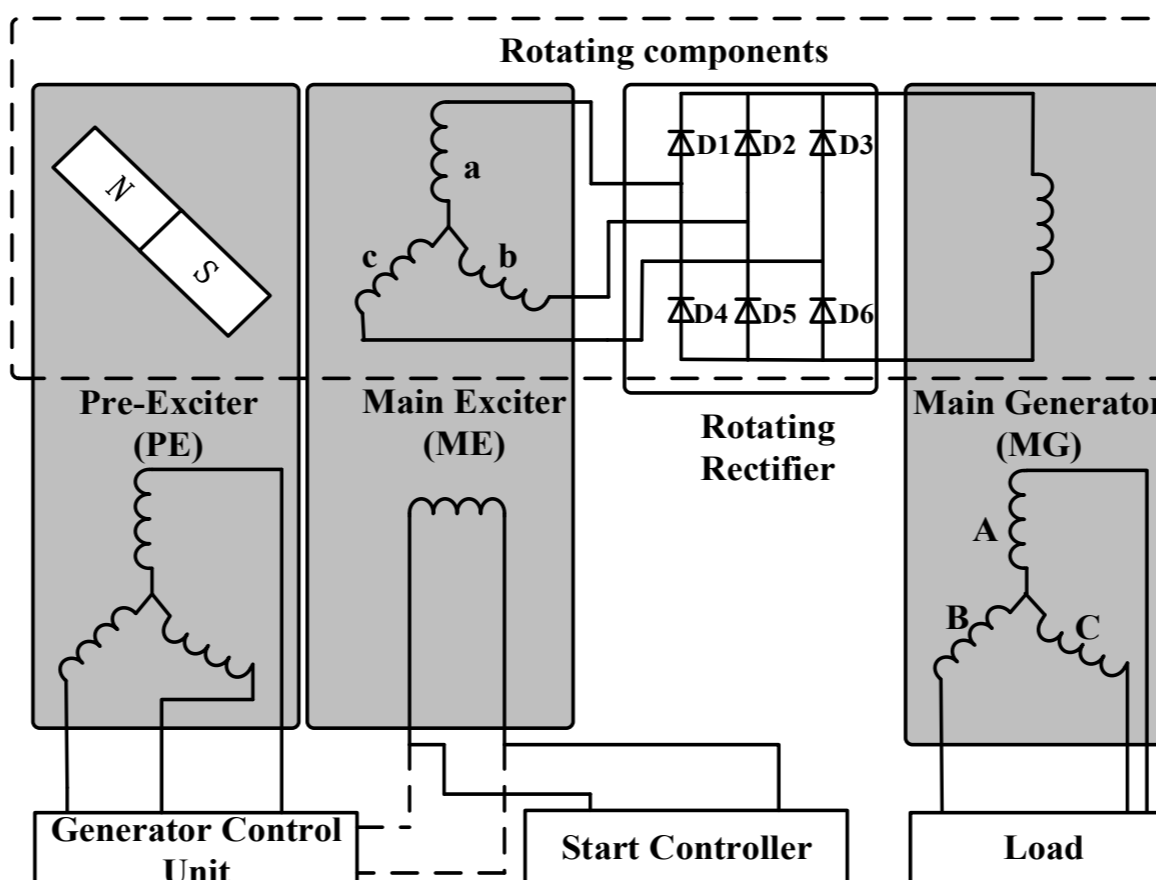 Rotating components
N
S
a
c
b
D1
D2
D3
D4
D5
D6
Pre-Exciter
(PE)
Main Exciter
(ME)
Rotating
Rectifier
Main Generator
(MG)
A
B
C
Generator Control
Unit
Start Controller
Load